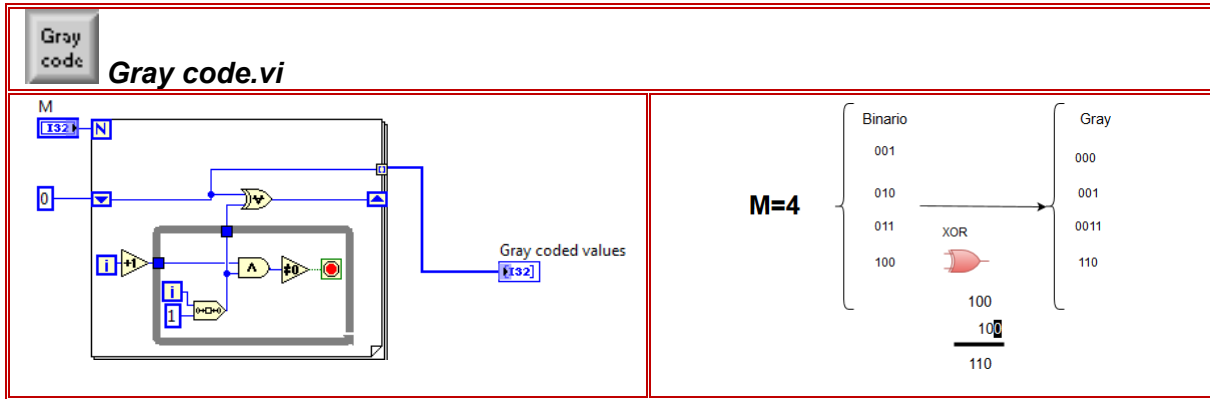 Gray
code
Gray code.vi
M
I32
N
0
i
+1
i
1
Λ
≠0
Gray coded values
I32
M=4
Binario
001
010
011
100
XOR
100
100
110
Gray
000
001
0011
110